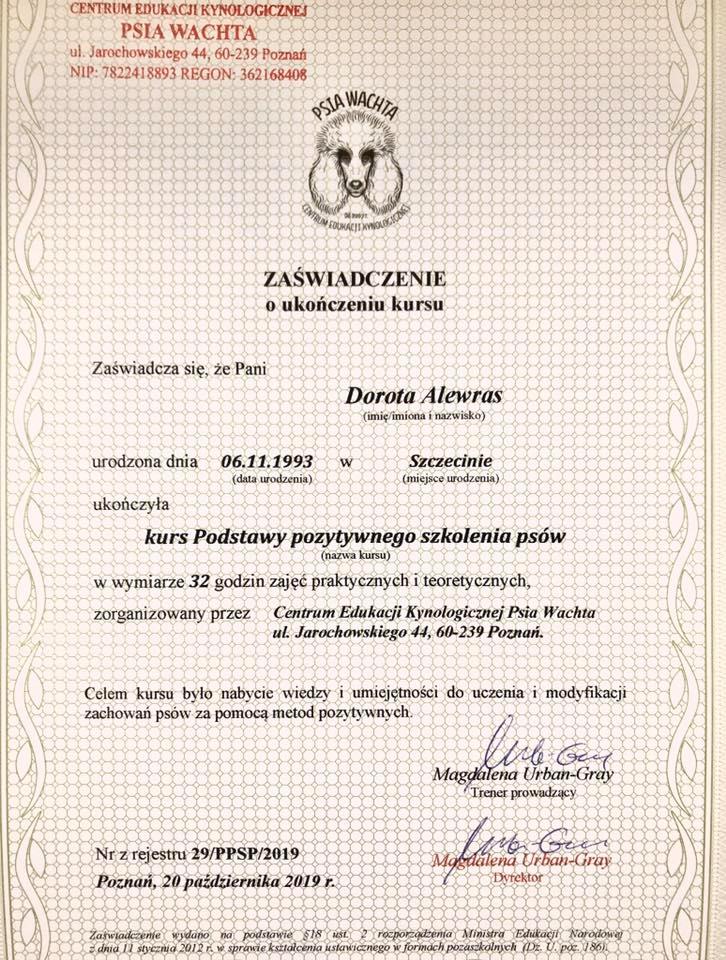 CENTRUM EDUKACJI KYNOLOGICZNEJ
PSIA WACHTA
ul. Jarochowskiego 44, 60-239 Poznań
NIP: 7822418893 REGON: 362168408
PSIA WACHTA
CENTRUM EDUKACJI KYNOLOGICZNEJ
ZAŚWIADCZENIE
o ukończeniu kursu
Zaświadcza się, że Pani
Dorota Alewras
(imię/imiona i nazwisko)
urodzona dnia 06.11.1993 w Szczecinie
(data urodzenia) (miejsce urodzenia)
ukończyła
kurs Podstawy pozytywnego szkolenia psów
(nazwa kursu)
w wymiarze 32 godzin zajęć praktycznych i teoretycznych,
zorganizowany przez Centrum Edukacji Kynologicznej Psia Wachta
ul. Jarochowskiego 44, 60-239 Poznań.
Celem kursu było nabycie wiedzy i umiejętności do uczenia i modyfikacji
zachowań psów za pomocą metod pozytywnych.
Magdalena Urban-Gray
Trener prowadzący
Nr z rejestru 29/PPSP/2019
Magdalena Urban-Gray
Poznań, 20 października 2019 r.
Dyrektor
Zaświadczenie wydano na podstawie §18 ust. 2 rozporządzenia Ministra Edukacji Narodowej
z dnia 11 stycznia 2012 r. w sprawie kształcenia ustawicznego w formach pozaszkolnych (Dz. U. poz. 186).